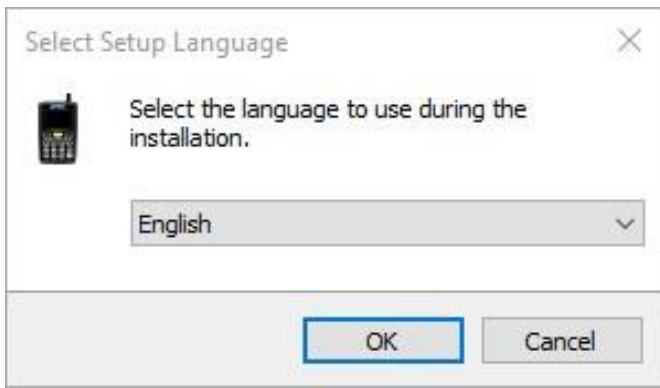 Select Setup Language
Select the language to use during the
installation.
English
OK
Cancel